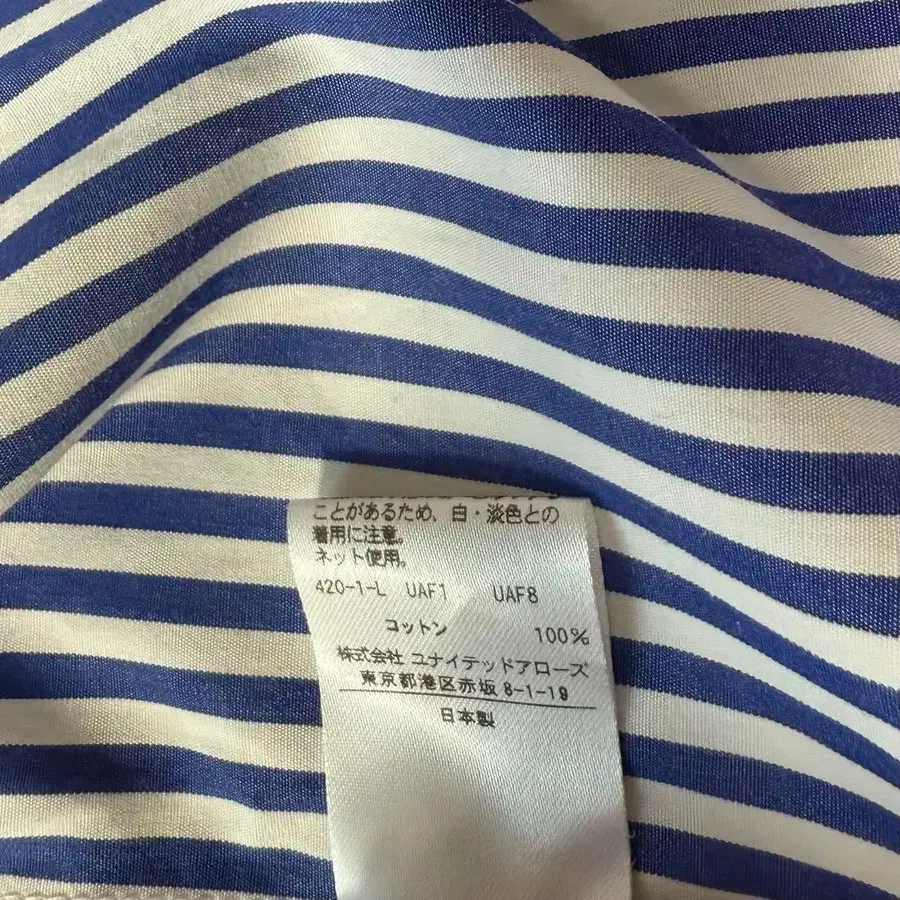 ことがあるため、白・淡色との
着用に注意。
ネット使用。
420-1-L UAF1 UAF8
コットン 100%
株式会社 ユナイテッドアローズ
東京都港区赤坂 8-1-19
日本製